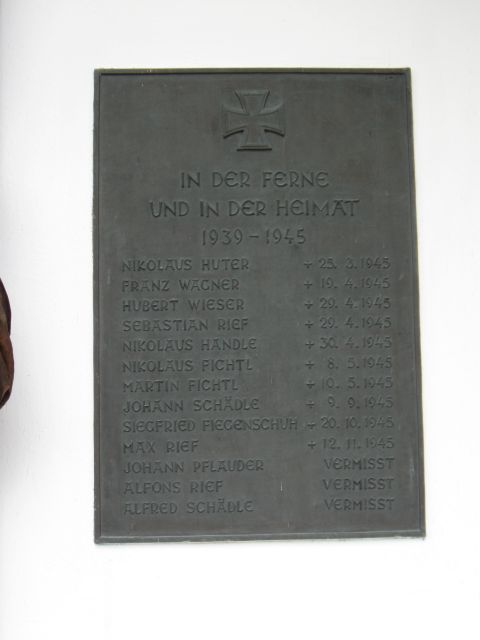 IN DER FERNE
UND IN DER HEIMAT
1939-1945
NIKOLAUS HUTER + 25. 3. 1945
FRANZ WAGNER + 19. 4. 1945
HUBERT WIESER + 29. 4. 1945
SEBASTIAN RIEF + 29. 4. 1945
NIKOLAUS HANDLE + 30. 4. 1945
NIKOLAUS FICHTL + 8. 5. 1945
MARTIN FICHTL + 10. 5. 1945
JOHANN SCHÄDLE + 9. 9. 1945
SIEGFRIED FIEGENSCHUH + 20. 10. 1945
MAX RIEF + 12. 11. 1945
JOHANN PFLAUDER VERMISST
ALFONS RIEF VERMISST
ALFRED SCHÄDLE VERMISST